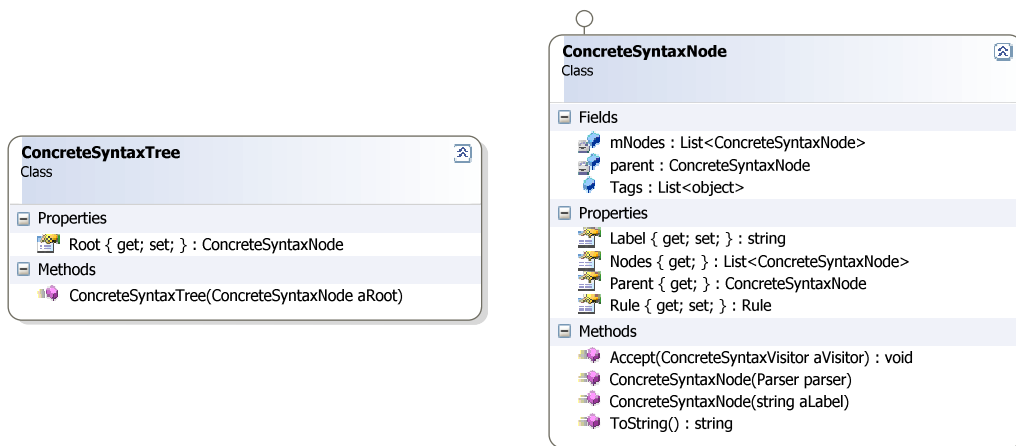 ConcreteSyntaxTree
Class
Properties
Root { get; set; } : ConcreteSyntaxNode
Methods
ConcreteSyntaxTree(ConcreteSyntaxNode aRoot)
ConcreteSyntaxNode
Class
Fields
mNodes : List<ConcreteSyntaxNode>
parent : ConcreteSyntaxNode
Tags : List<object>
Properties
Label { get; set; } : string
Nodes { get; } : List<ConcreteSyntaxNode>
Parent { get; } : ConcreteSyntaxNode
Rule { get; set; } : Rule
Methods
Accept(ConcreteSyntaxVisitor aVisitor) : void
ConcreteSyntaxNode(Parser parser)
ConcreteSyntaxNode(string aLabel)
ToString() : string